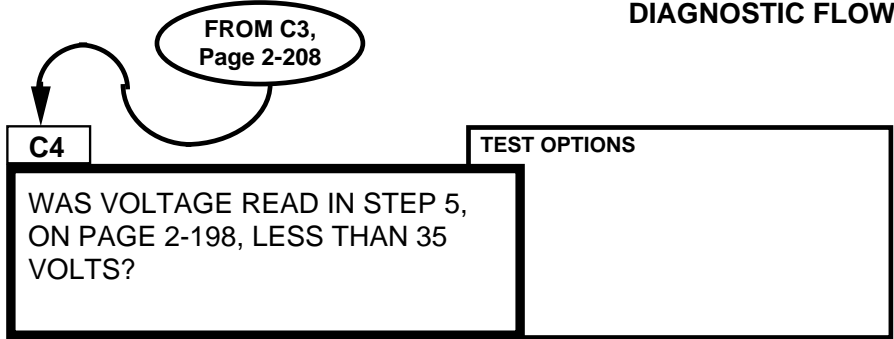 DIAGNOSTIC FLOW
FROM C3,
Page 2-208
C4
TEST OPTIONS
WAS VOLTAGE READ IN STEP 5,
ON PAGE 2-198, LESS THAN 35
VOLTS?